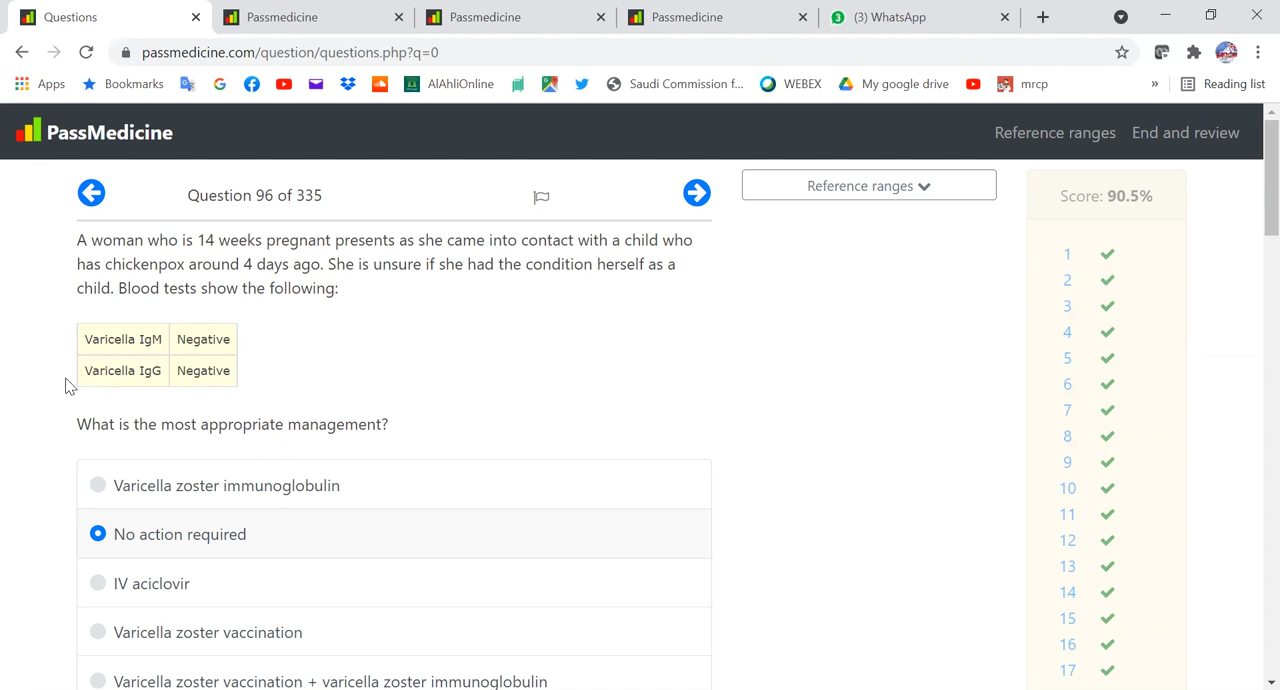 Questions
Passmedicine
Passmedicine
Passmedicine
3
(3) WhatsApp
passmedicine.com/question/questions.php?q=0
Apps
Bookmarks
AlAhliOnline
Saudi Commission f...
WEBEX
My google drive
mrcp
»
Reading list
PassMedicine
Reference ranges
End and review
Question 96 of 335
Reference ranges
Score: 90.5%
A woman who is 14 weeks pregnant presents as she came into contact with a child who
has chickenpox around 4 days ago. She is unsure if she had the condition herself as a
child. Blood tests show the following:
Varicella IgM Negative
Varicella IgG Negative
What is the most appropriate management?
Varicella zoster immunoglobulin
No action required
IV aciclovir
Varicella zoster vaccination
Varicella zoster vaccination + varicella zoster immunoglobulin
1
2
3
4
5
6
7
8
9
10
11
12
13
14
15
16
17